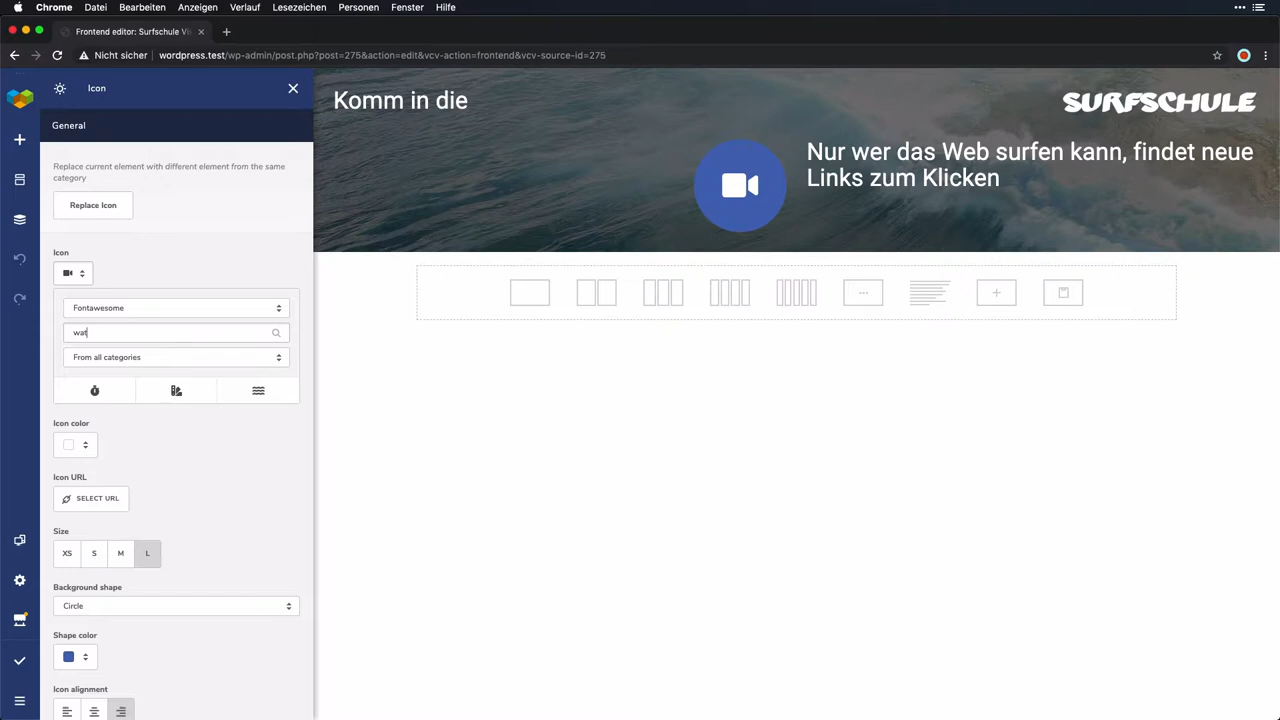 Chrome Datei Bearbeiten Anzeigen Verlauf Lesezeichen Personen Fenster Hilfe
Frontend editor: Surfschule
Nicht sicher wordpress.test/wp-admin/post.php?post=275&action=edit&vcv-action=frontend&vcv-source-id=275
Icon
General
Replace current element with different element from the same
category
Replace Icon
Icon
Fontawesome
wat
From all categories
Icon color
Icon URL
SELECT URL
Size
XS S M L
Background shape
Circle
Shape color
Icon alignment
Komm in die
SURFSCHULE
Nur wer das Web surfen kann, findet neue
Links zum Klicken